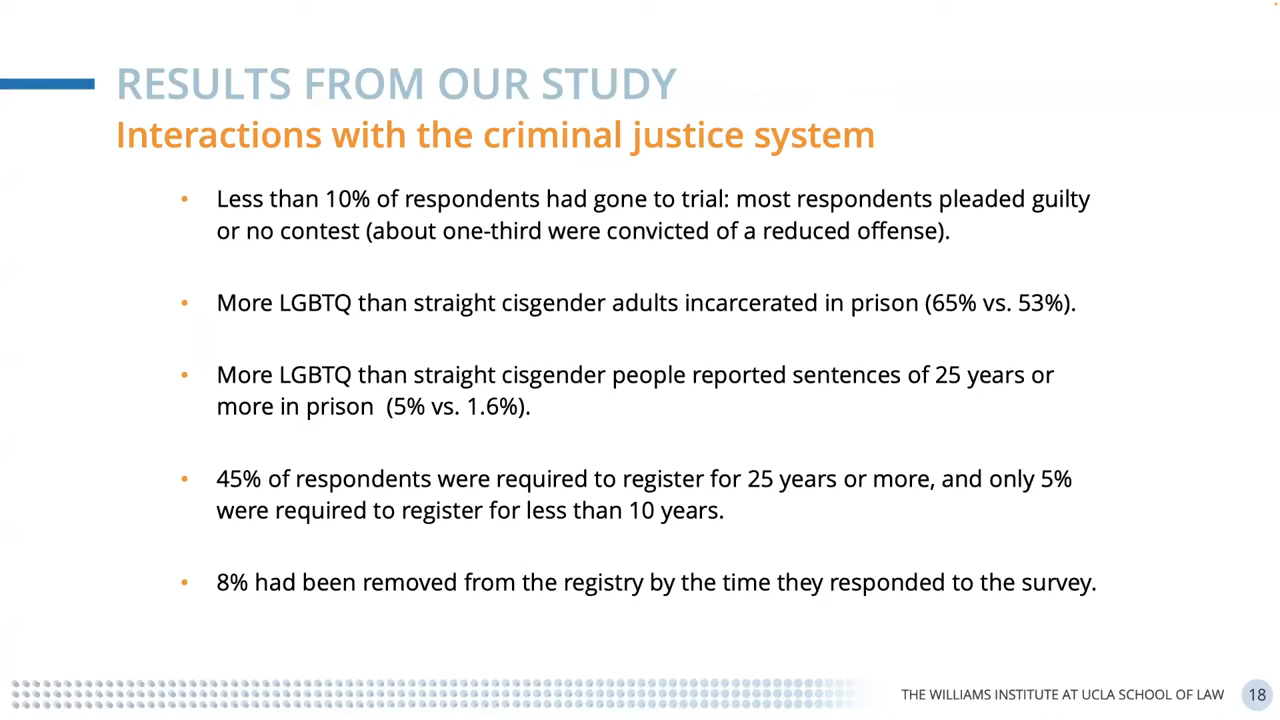 RESULTS FROM OUR STUDY
Interactions with the criminal justice system
• Less than 10% of respondents had gone to trial: most respondents pleaded guilty
or no contest (about one-third were convicted of a reduced offense).
• More LGBTQ than straight cisgender adults incarcerated in prison (65% vs. 53%).
• More LGBTQ than straight cisgender people reported sentences of 25 years or
more in prison  (5% vs. 1.6%).
• 45% of respondents were required to register for 25 years or more, and only 5%
were required to register for less than 10 years.
• 8% had been removed from the registry by the time they responded to the survey.
THE WILLIAMS INSTITUTE AT UCLA SCHOOL OF LAW 18